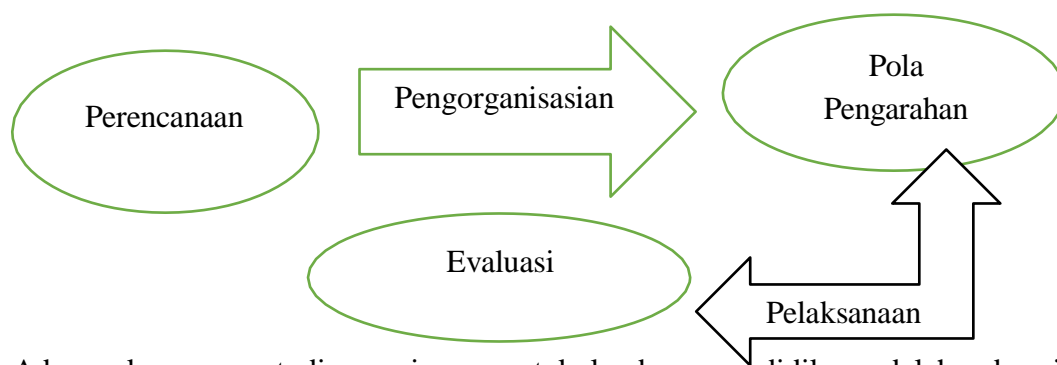 Perencanaan
Pengorganisasian
Pola
Pengarahan
Evaluasi
Pelaksanaan